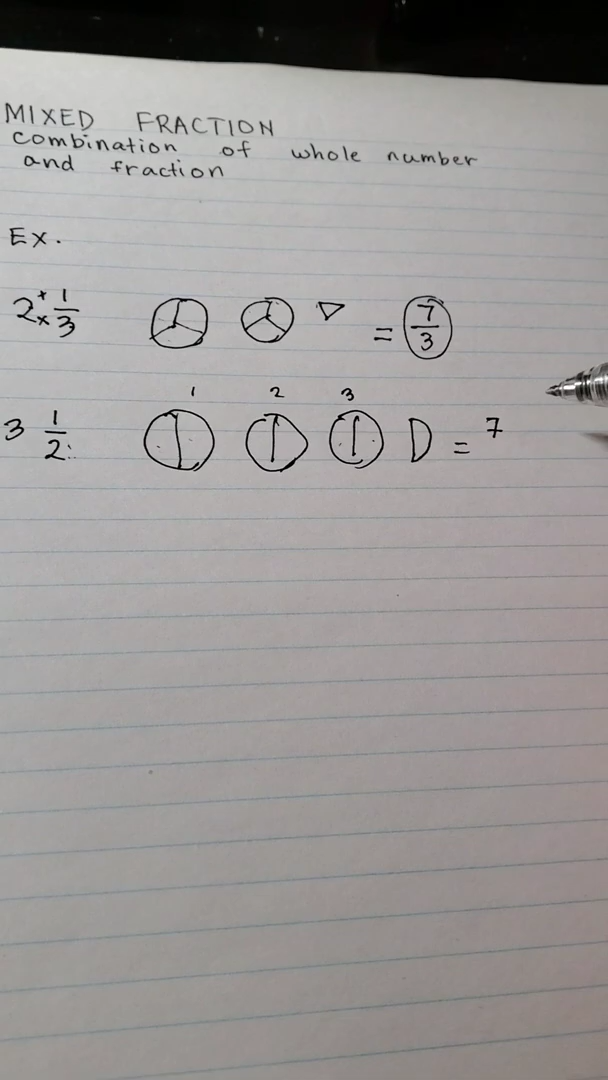 MIXED FRACTION
combination of whole number
and fraction
Ex.
2 + x 1/3 = 7/3
1 2 3
3 1/2 = 7